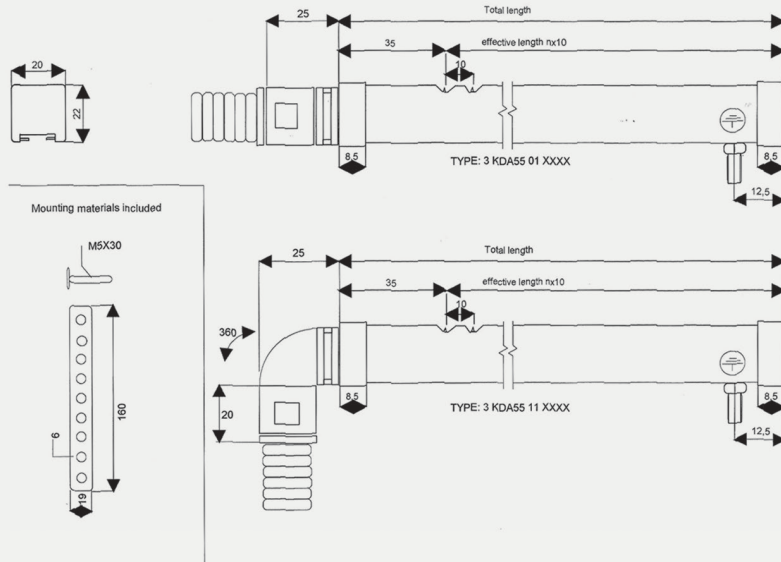 Total length
25
35
effective length nx10
10
20
22
8,5
TYPE: 3 KDA55 01 XXXX
8,5
12,5
Mounting materials included
M5X30
Total length
25
35
effective length nx10
10
360
20
8,5
TYPE: 3 KDA55 11 XXXX
8,5
12,5
160
6
19